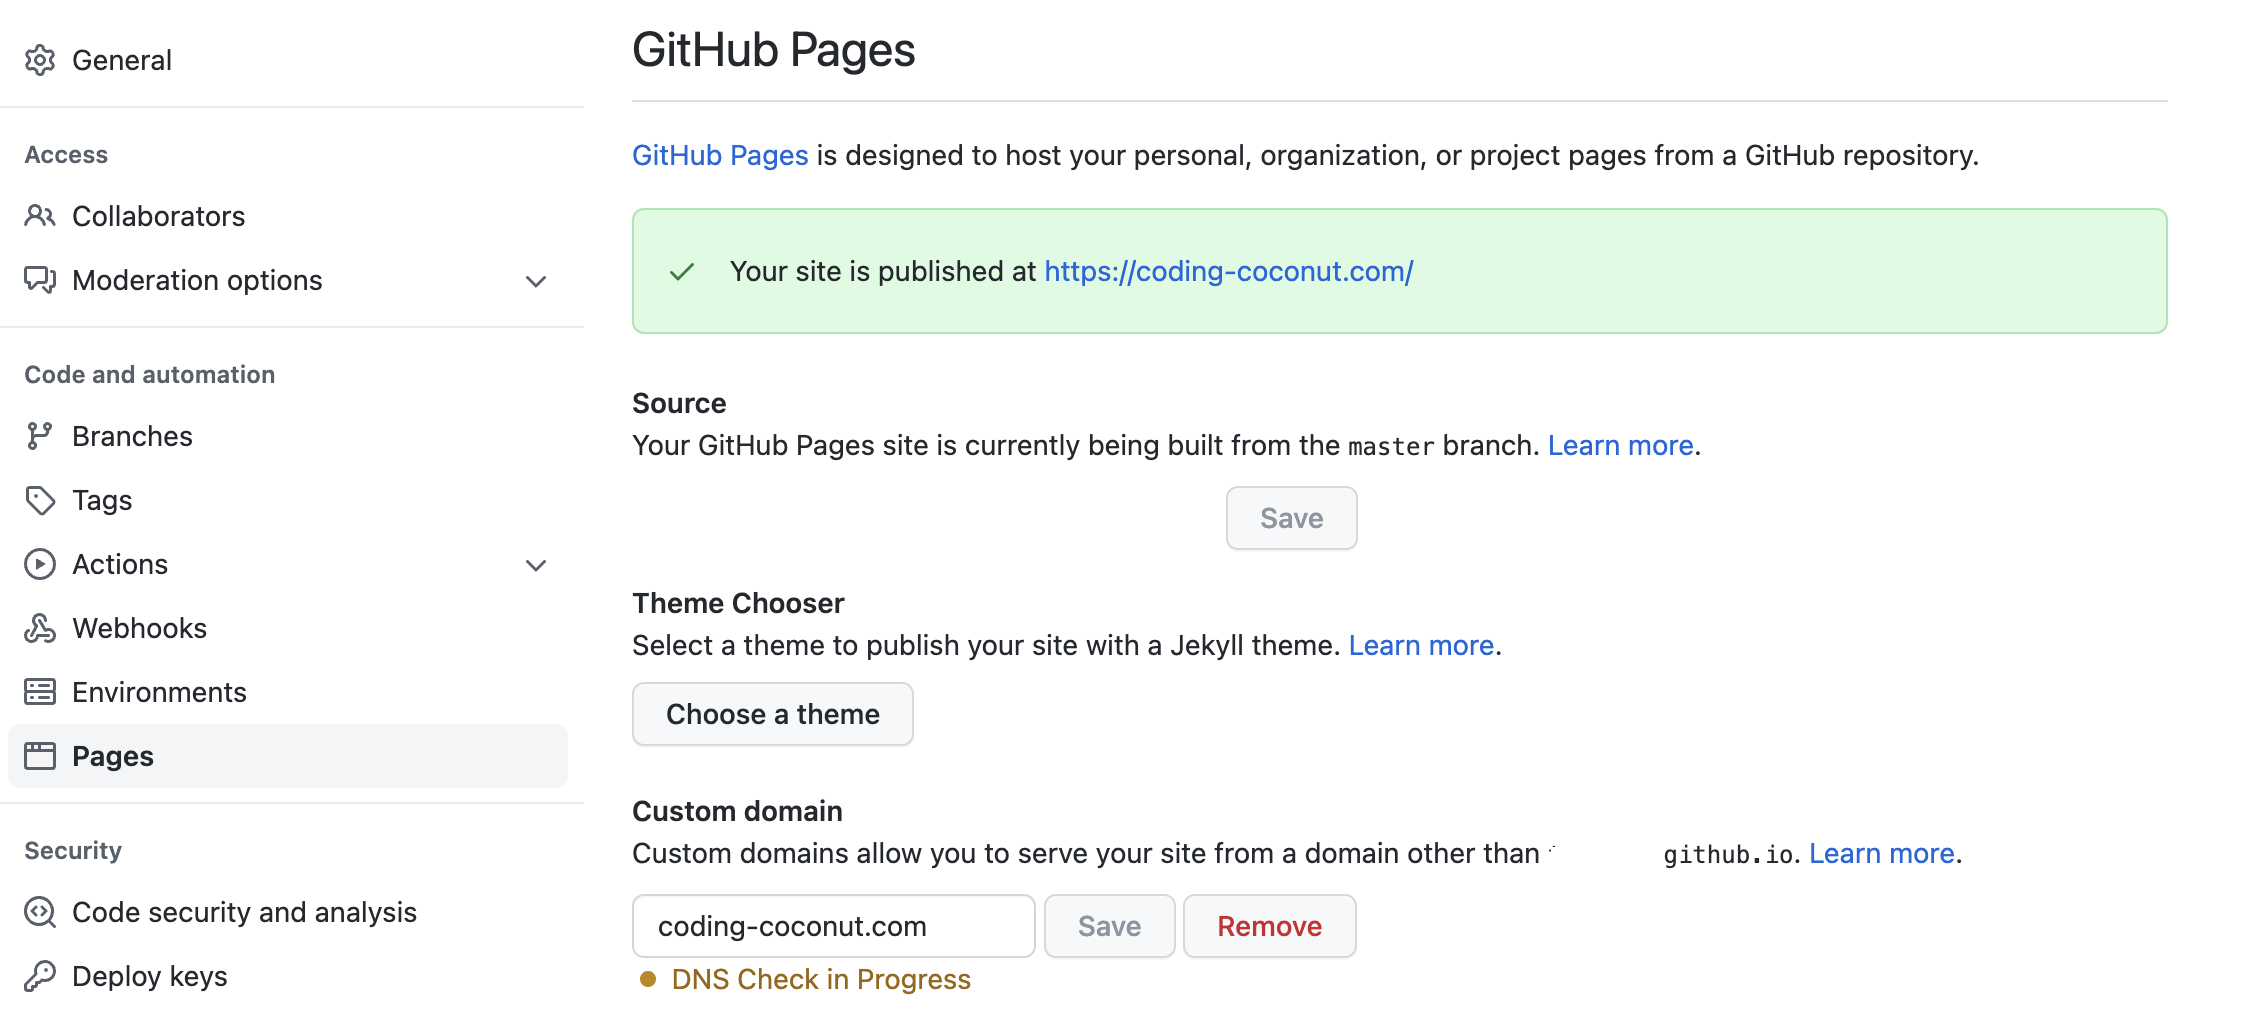 General
Access
Collaborators
Moderation options
Code and automation
Branches
Tags
Actions
Webhooks
Environments
Pages
Security
Code security and analysis
Deploy keys
GitHub Pages
GitHub Pages is designed to host your personal, organization, or project pages from a GitHub repository.
Your site is published at https://coding-coconut.com/
Source
Your GitHub Pages site is currently being built from the master branch. Learn more.
Save
Theme Chooser
Select a theme to publish your site with a Jekyll theme. Learn more.
Choose a theme
Custom domain
Custom domains allow you to serve your site from a domain other than github.io. Learn more.
coding-coconut.com Save Remove
DNS Check in Progress